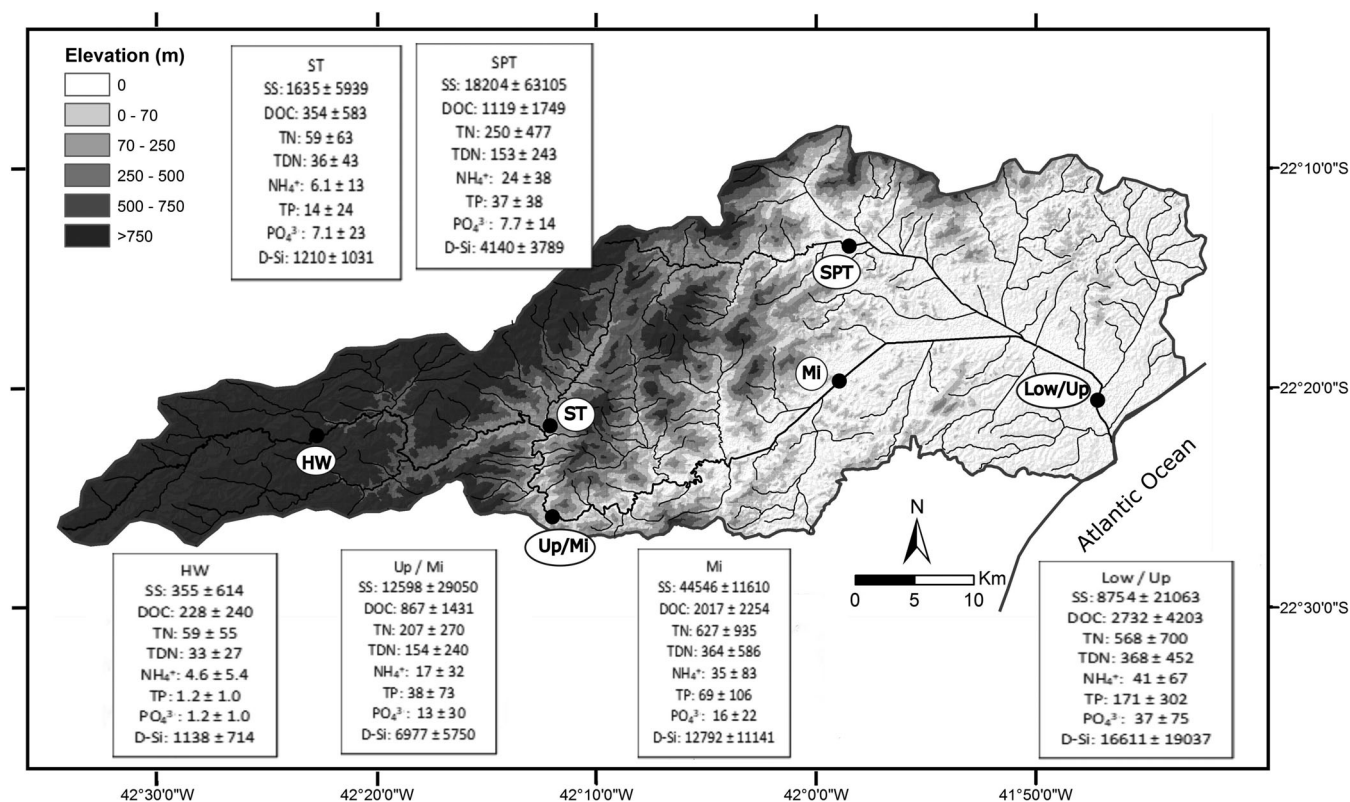 Elevation (m)
0
0 - 70
70 - 250
250 - 500
500 - 750
>750
ST
SS: 1635 ± 5939
DOC: 354 ± 583
TN: 59 ± 63
TDN: 36 ± 43
NH₄⁺: 6.1 ± 13
TP: 14 ± 24
PO₄³ : 7.1 ± 23
D-Si: 1210 ± 1031
SPT
SS: 18204 ± 63105
DOC: 1119 ± 1749
TN: 250 ± 477
TDN: 153 ± 243
NH₄⁺: 24 ± 38
TP: 37 ± 38
PO₄³ : 7.7 ± 14
D-Si: 4140 ± 3789
22°10'0"S
22°20'0"S
22°30'0"S
SPT
Mi
Low/Up
ST
HW
Up/Mi
N
Km
0 5 10
Atlantic Ocean
HW
SS: 355 ± 614
DOC: 228 ± 240
TN: 59 ± 55
TDN: 33 ± 27
NH₄⁺: 4.6 ± 5.4
TP: 1.2 ± 1.0
PO₄³ : 1.2 ± 1.0
D-Si: 1138 ± 714
Up / Mi
SS: 12598 ± 29050
DOC: 867 ± 1431
TN: 207 ± 270
TDN: 154 ± 240
NH₄⁺: 17 ± 32
TP: 38 ± 73
PO₄³ : 13 ± 30
D-Si: 6977 ± 5750
Mi
SS: 44546 ± 11610
DOC: 2017 ± 2254
TN: 627 ± 935
TDN: 364 ± 586
NH₄⁺: 35 ± 83
TP: 69 ± 106
PO₄³ : 16 ± 22
D-Si: 12792 ± 11141
Low / Up
SS: 8754 ± 21063
DOC: 2732 ± 4203
TN: 568 ± 700
TDN: 368 ± 452
NH₄⁺: 41 ± 67
TP: 171 ± 302
PO₄³ : 37 ± 75
D-Si: 16611 ± 19037
42°30'0"W
42°20'0"W
42°10'0"W
42°0'0"W
41°50'0"W